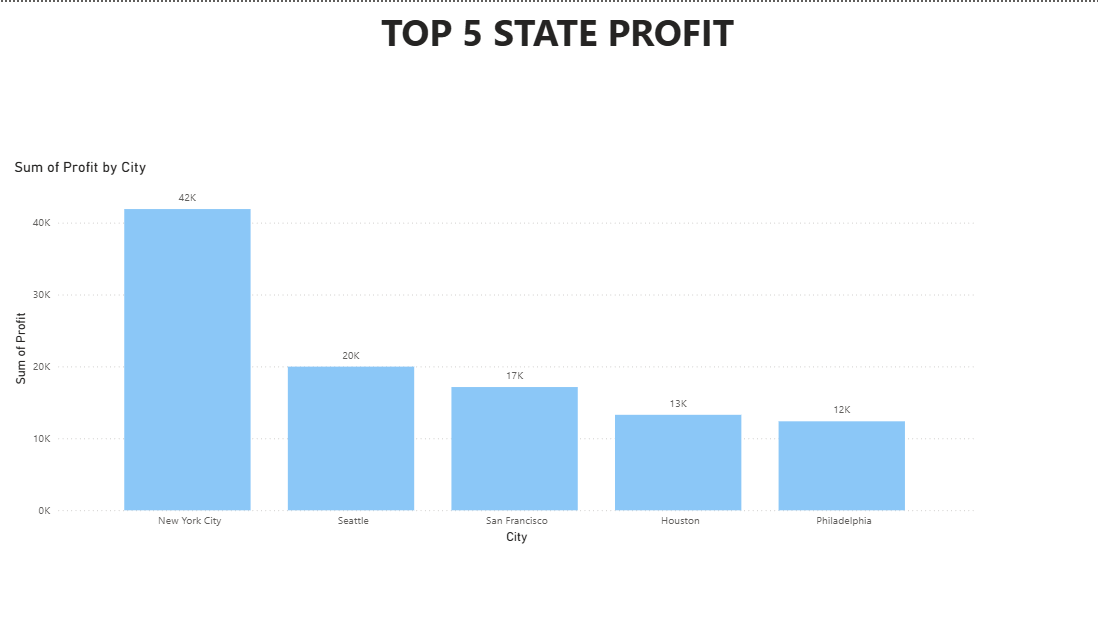 TOP 5 STATE PROFIT
Sum of Profit by City
42K
40K
30K
Sum of Profit
20K
20K
17K
13K
12K
10K
0K
New York City Seattle San Francisco Houston Philadelphia
City